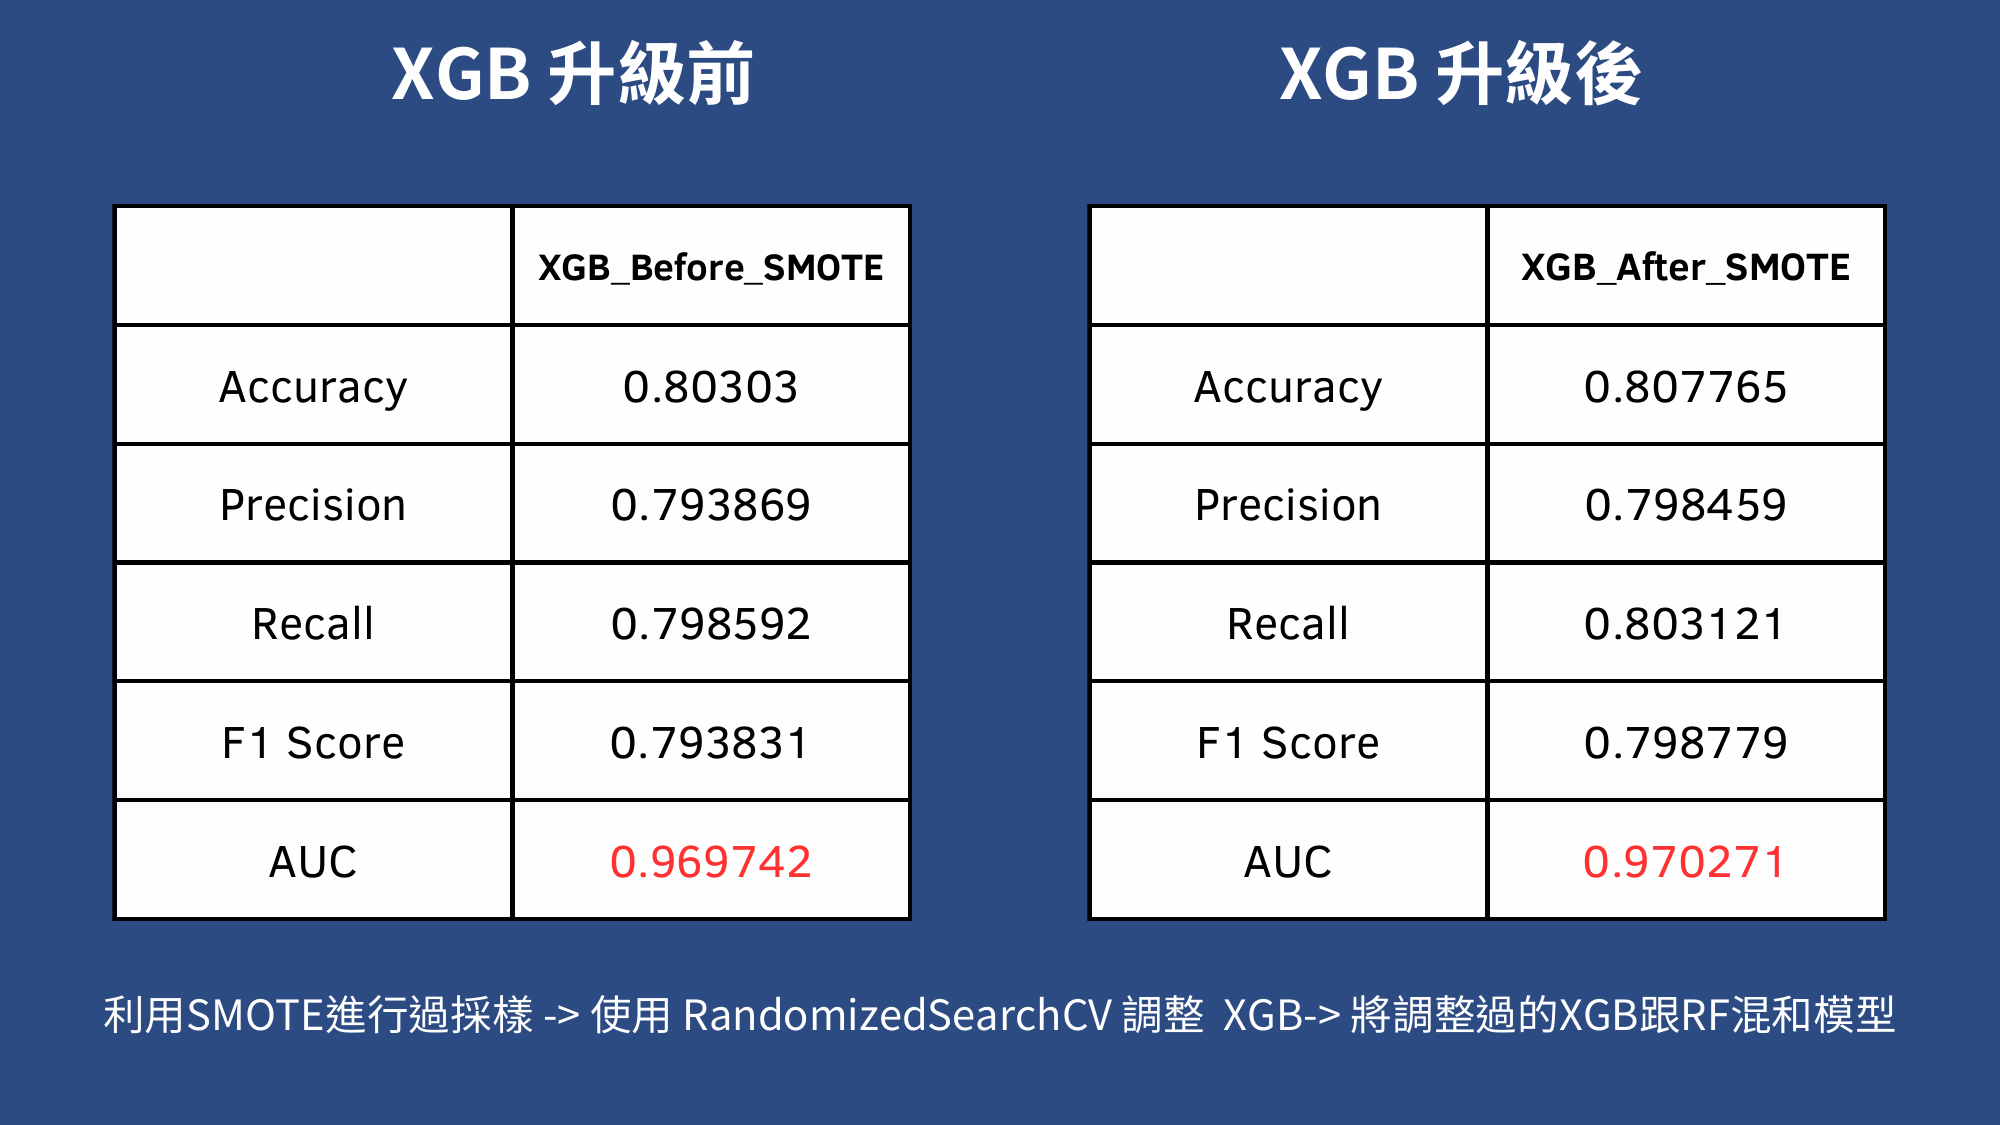 XGB 升級前
XGB 升級後
XGB_Before_SMOTE
Accuracy 0.80303
Precision 0.793869
Recall 0.798592
F1 Score 0.793831
AUC 0.969742
XGB_After_SMOTE
Accuracy 0.807765
Precision 0.798459
Recall 0.803121
F1 Score 0.798779
AUC 0.970271
利用SMOTE進行過採樣 -> 使用 RandomizedSearchCV 調整 XGB-> 將調整過的XGB跟RF混和模型